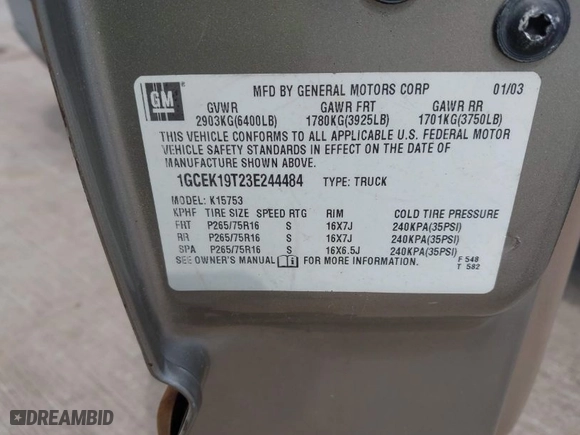 GM
MFD BY GENERAL MOTORS CORP 01/03
GVWR GAWR FRT GAWR RR
2903KG(6400LB) 1780KG(3925LB) 1701KG(3750LB)
THIS VEHICLE CONFORMS TO ALL APPLICABLE U.S. FEDERAL MOTOR
VEHICLE SAFETY STANDARDS IN EFFECT ON THE DATE OF
MANUFACTURE SHOWN ABOVE.
1GCEK19T23E244484 TYPE: TRUCK
MODEL: K15753
KPHF TIRE SIZE SPEED RTG RIM COLD TIRE PRESSURE
FRT P265/75R16 S 16X7J 240KPA(35PSI)
RR P265/75R16 S 16X7J 240KPA(35PSI)
SPA P265/75R16 S 16X6.5J 240KPA(35PSI)
SEE OWNER'S MANUAL FOR MORE INFORMATION.
F 548
T 582
DREAMBID